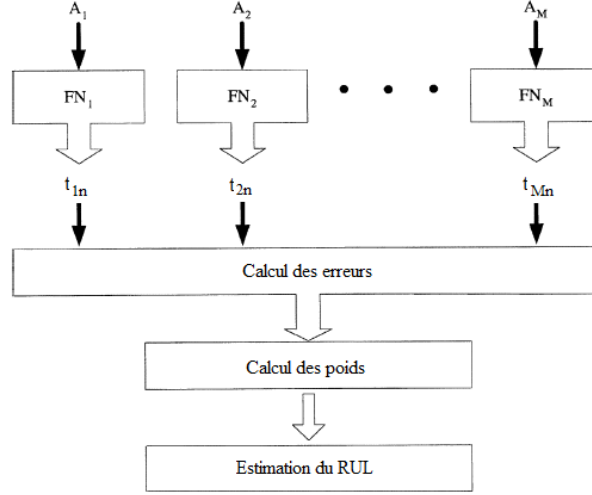 A1 A2 AM
FN1 FN2 FNM
t1n t2n tMn
Calcul des erreurs
Calcul des poids
Estimation du RUL